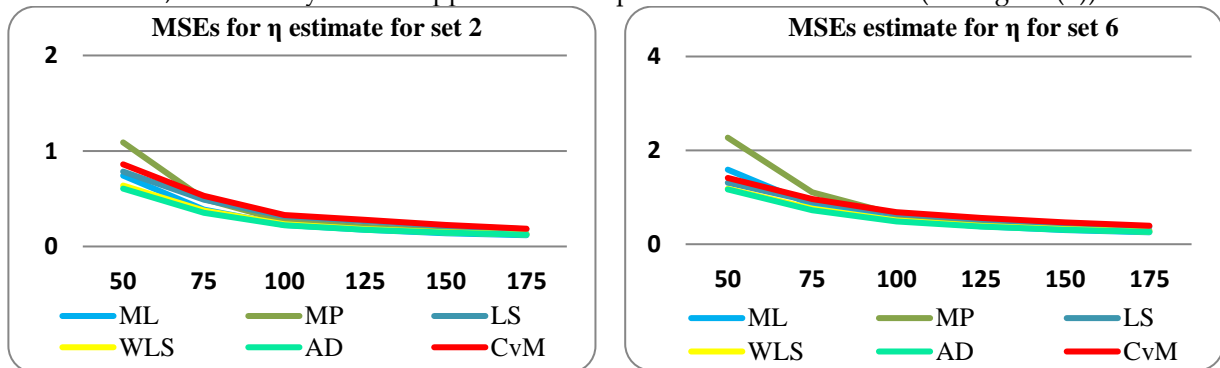 MSEs for η estimate for set 2
2
1
0
50 75 100 125 150 175
ML MP LS
WLS AD CvM
MSEs estimate for η for set 6
4
2
0
50 75 100 125 150 175
ML MP LS
WLS AD CvM